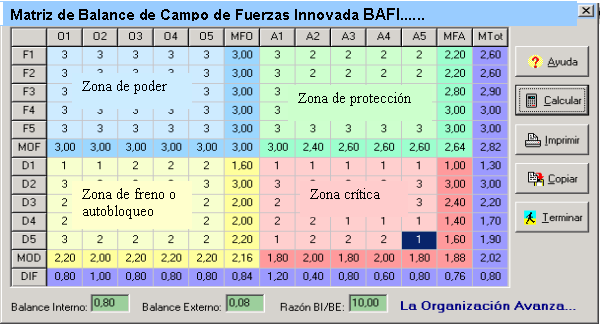 Matriz de Balance de Campo de Fuerzas Innovada BAFI......
O1 O2 O3 O4 O5 MFO A1 A2 A3 A4 A5 MFA MTot
F1 3 3 3 3 3 3,00 3 2 2 2 2 2,20 2,60
F2 3 3 3 3 3 3,00 2 2 2 2 2,20 2,60
F3 3 3 3,00 3 3 2,80 2,90
F4 3 3 3,00 3 3 3,00 3,00
F5 3 3 3 3 3 3,00 3 3 3 3 3 3,00 3,00
Zona de poder
Zona de protección
MOF 3,00 3,00 3,00 3,00 3,00 3,00 3,00 2,40 2,60 2,60 2,60 2,64 2,82
D1 1 1 2 2 2 1,60 1 1 1 1 1 1,00 1,30
D2 3 3 3,00 3 3 3 3 3 3,00 3,00
D3 2 2,00 3 2 2,40 2,20
D4 2 2 2,00 2 2 1 1 1 1,40 1,70
D5 3 2 2 2 2 2,20 1 2 2 2 1 1,60 1,90
Zona de freno o
autobloqueo
Zona crítica
MOD 2,20 2,00 2,20 2,20 2,20 2,16 1,80 2,00 1,80 2,00 1,80 1,88 2,02
DIF 0,80 1,00 0,80 0,80 0,80 0,84 1,20 0,40 0,80 0,60 0,80 0,76 0,80
Balance Interno: 0,80 Balance Externo: 0,08 Razón BI/BE: 10,00 La Organización Avanza...
Ayuda
Calcular
Imprimir
Copiar
Terminar